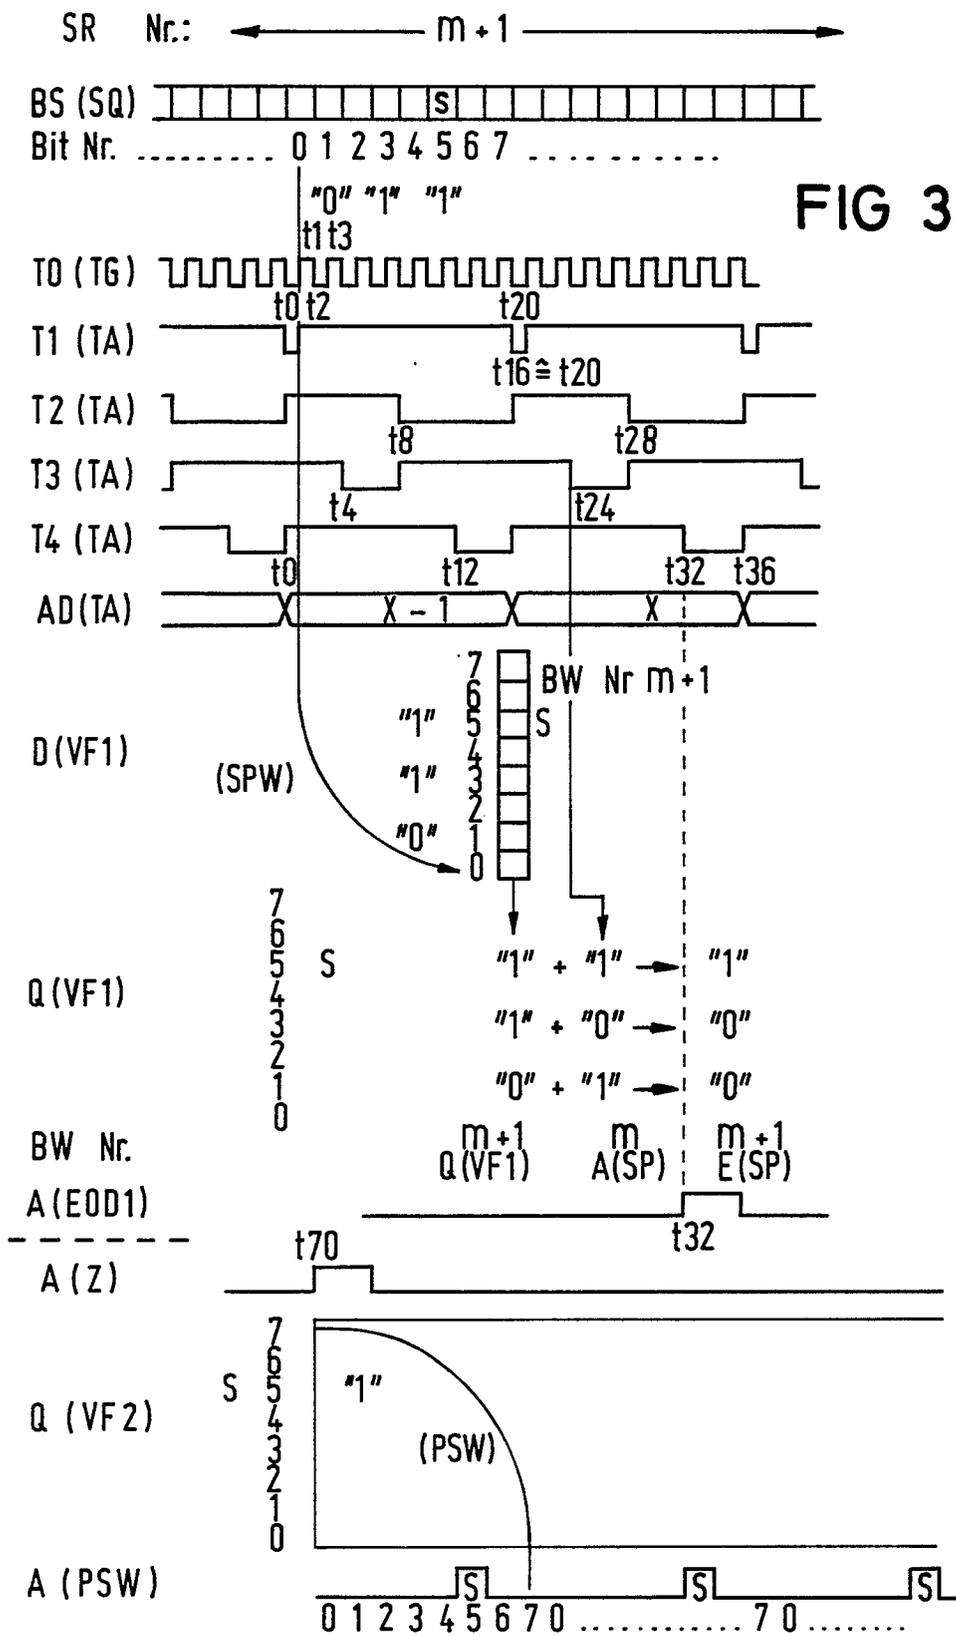 SR Nr.: m+1
BS (SQ) S
Bit Nr. ......... 0 1 2 3 4 5 6 7 .............
"0" "1" "1"
FIG 3
t1 t3
T0 (TG)
t0 t2 t20
T1 (TA)
t16 ≙ t20
T2 (TA)
t8 t28
T3 (TA)
t4 t24
T4 (TA)
t0 t12 t32 t36
AD(TA) X - 1 X
7 BW Nr m+1
6
"1" 5 S
D(VF1) 4
(SPW) "1" 3
2
"0" 1
0
7
6
5 S "1" + "1" "1"
4
Q(VF1)
3 "1" + "0" "0"
2
1 "0" + "1" "0"
0
BW Nr. m+1 m m+1
Q(VF1) A(SP) E(SP)
A(EOD1)
t70 t32
A(Z)
7
6
S 5 "1"
Q (VF2) 4
3 (PSW)
2
1
0
A (PSW) S S S
0 1 2 3 4 5 6 7 0 ............ 7 0 ........